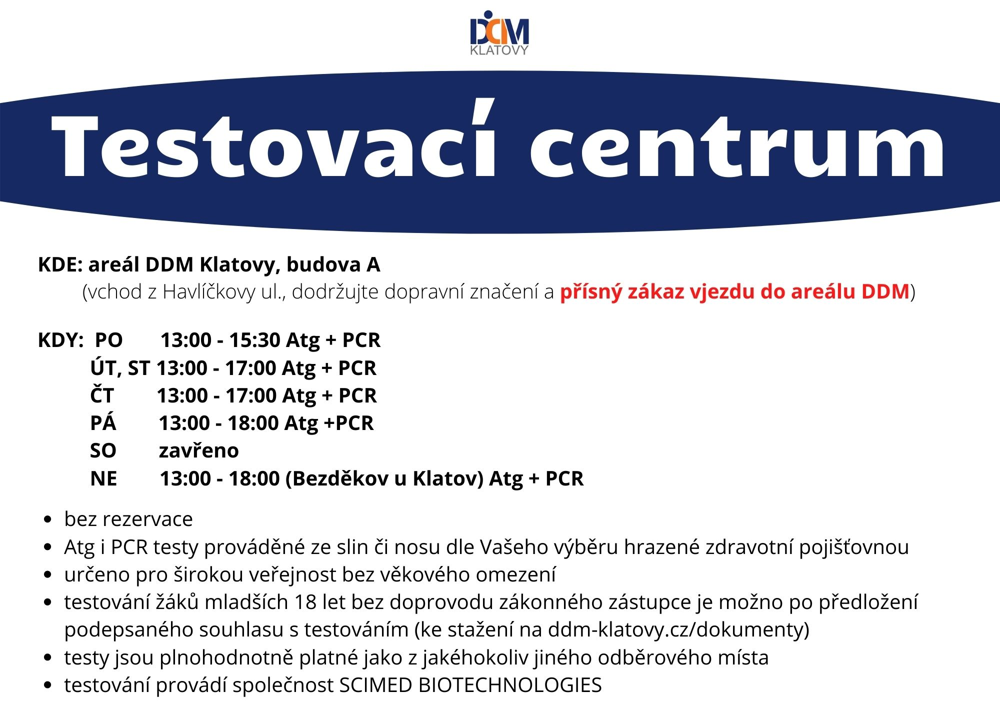 DDM
KLATOVY
Testovací centrum
KDE: areál DDM Klatovy, budova A
(vchod z Havlíčkovy ul., dodržujte dopravní značení a přísný zákaz vjezdu do areálu DDM)
KDY: PO 13:00 - 15:30 Atg + PCR
ÚT, ST 13:00 - 17:00 Atg + PCR
ČT 13:00 - 17:00 Atg + PCR
PÁ 13:00 - 18:00 Atg +PCR
SO zavřeno
NE 13:00 - 18:00 (Bezděkov u Klatov) Atg + PCR
• bez rezervace
• Atg i PCR testy prováděné ze slin či nosu dle Vašeho výběru hrazené zdravotní pojišťovnou
• určeno pro širokou veřejnost bez věkového omezení
• testování žáků mladších 18 let bez doprovodu zákonného zástupce je možno po předložení
podepsaného souhlasu s testováním (ke stažení na ddm-klatovy.cz/dokumenty)
• testy jsou plnohodnotně platné jako z jakéhokoliv jiného odběrového místa
• testování provádí společnost SCIMED BIOTECHNOLOGIES